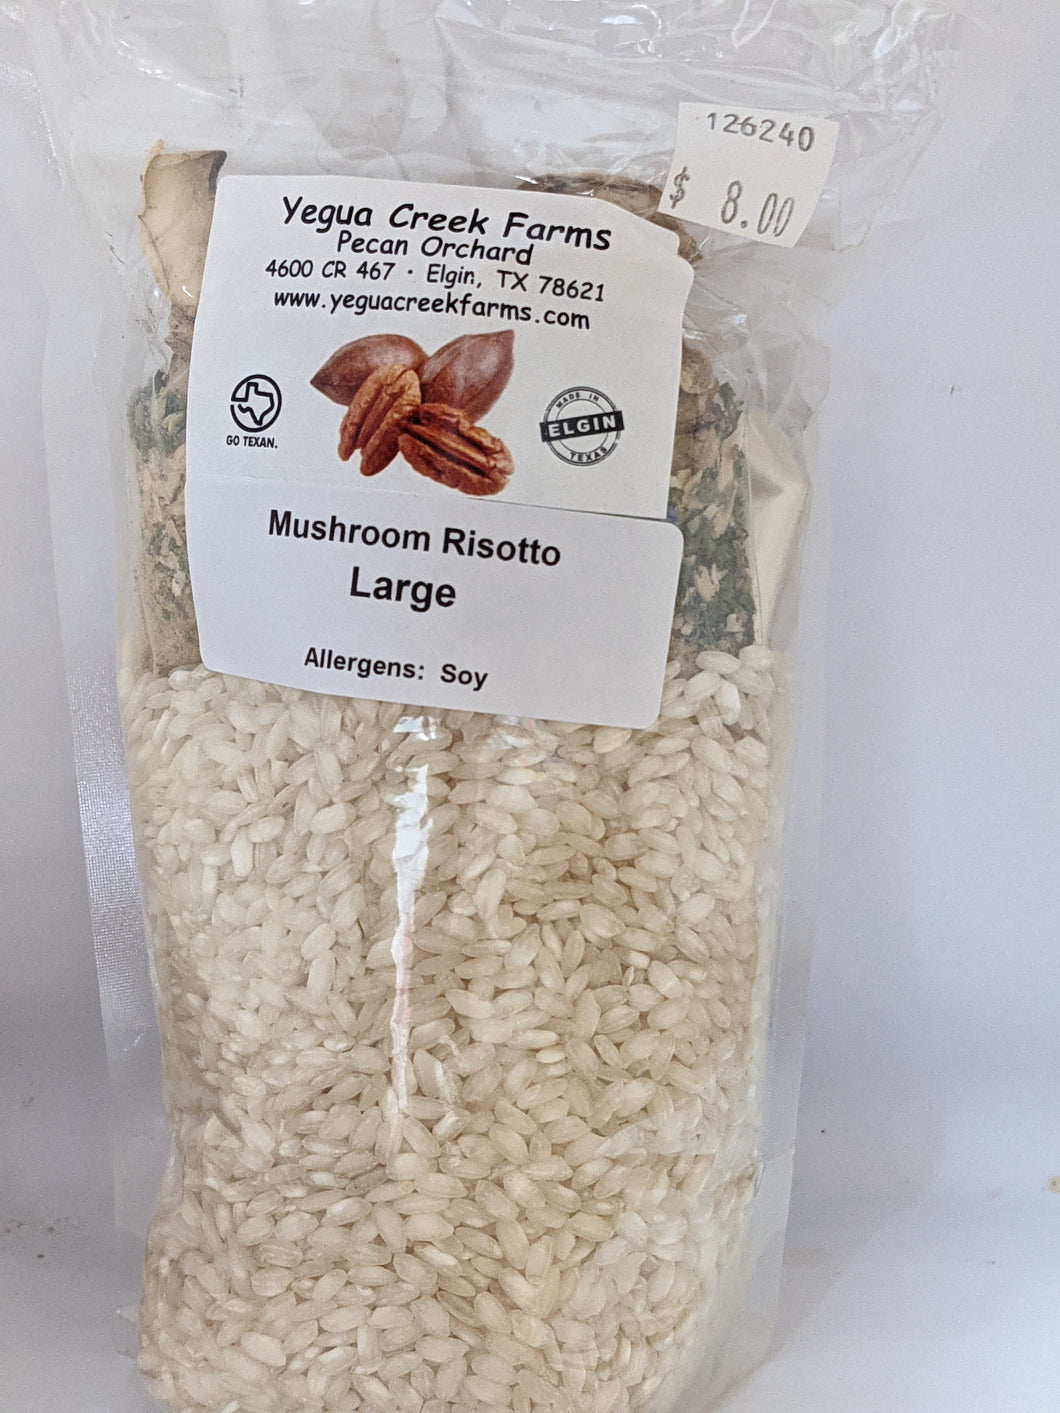 126240
$ 8.00
Yegua Creek Farms
Pecan Orchard
4600 CR 467 · Elgin, TX 78621
www.yeguacreekfarms.com
GO TEXAN.
MADE IN
ELGIN
TEXAS
Mushroom Risotto
Large
Allergens: Soy